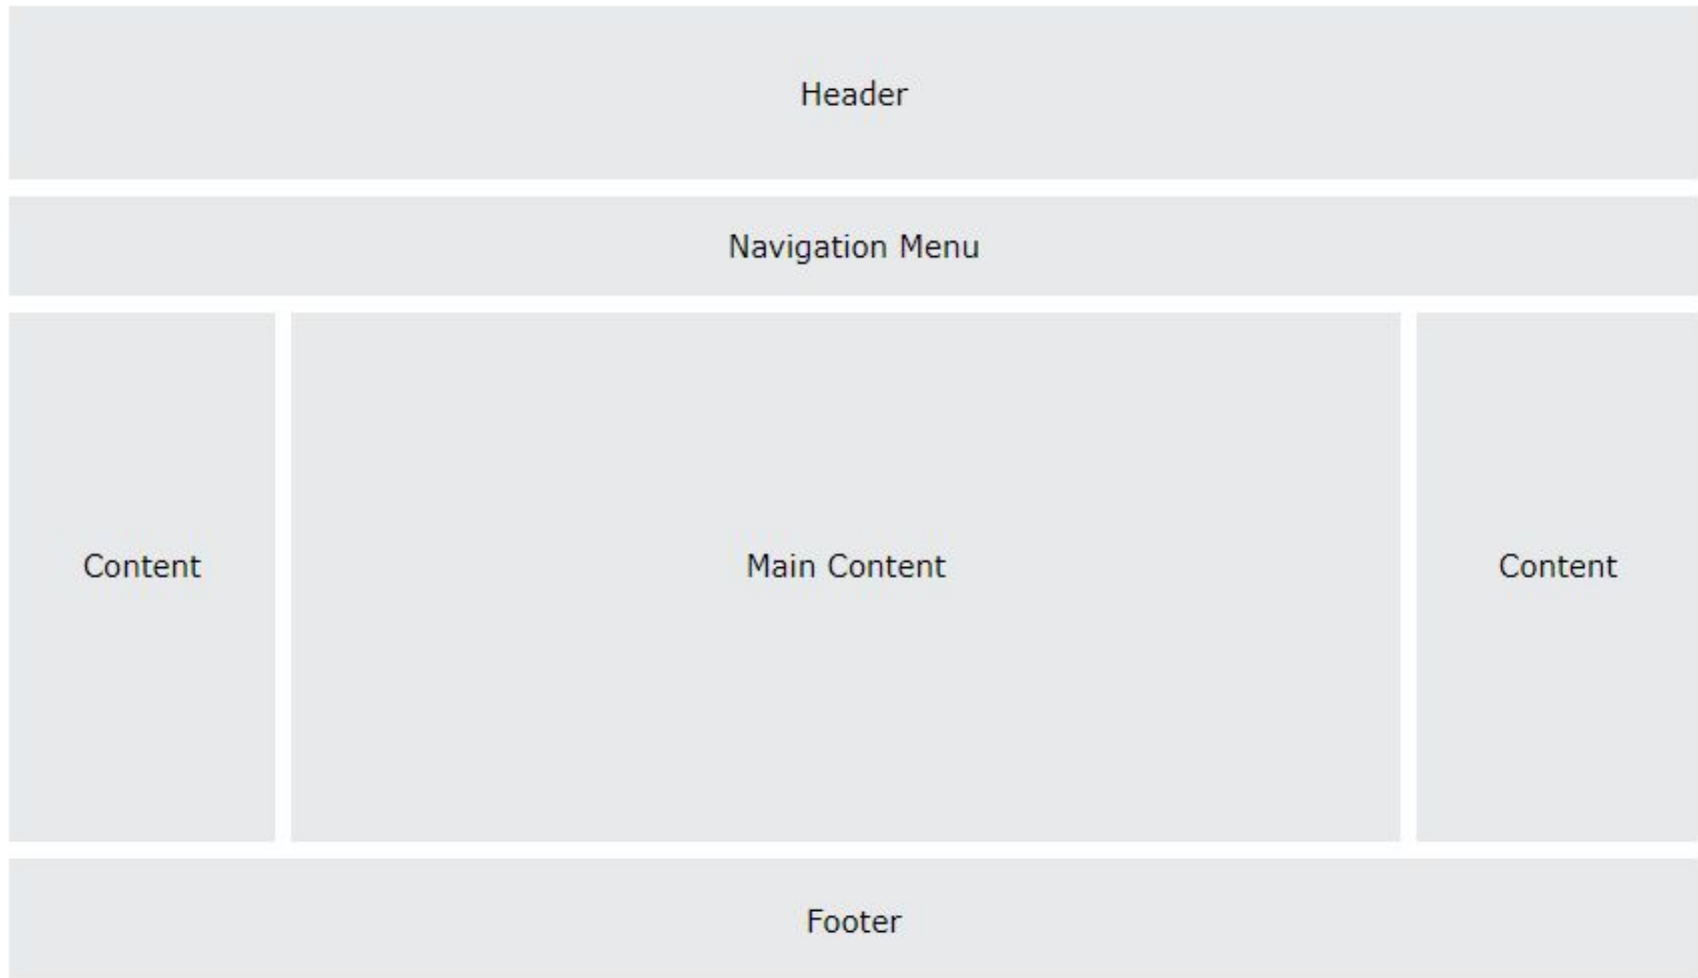 Header
Navigation Menu
Content
Main Content
Content
Footer